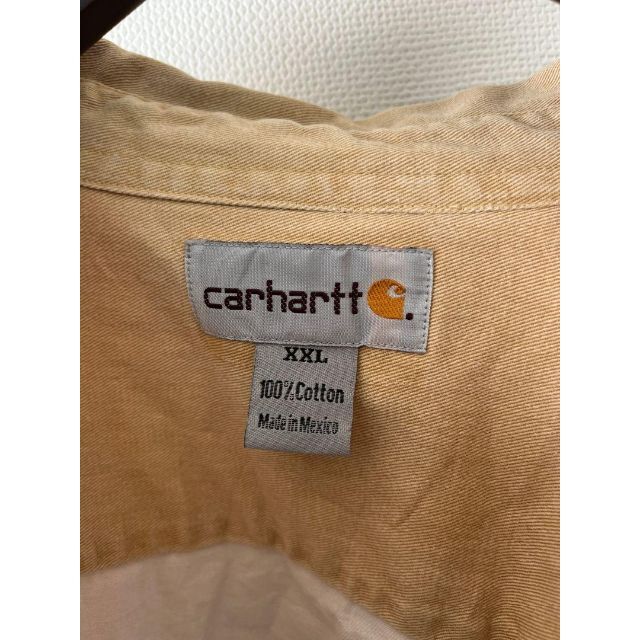 carhartt
XXL
100% Cotton
Made in Mexico